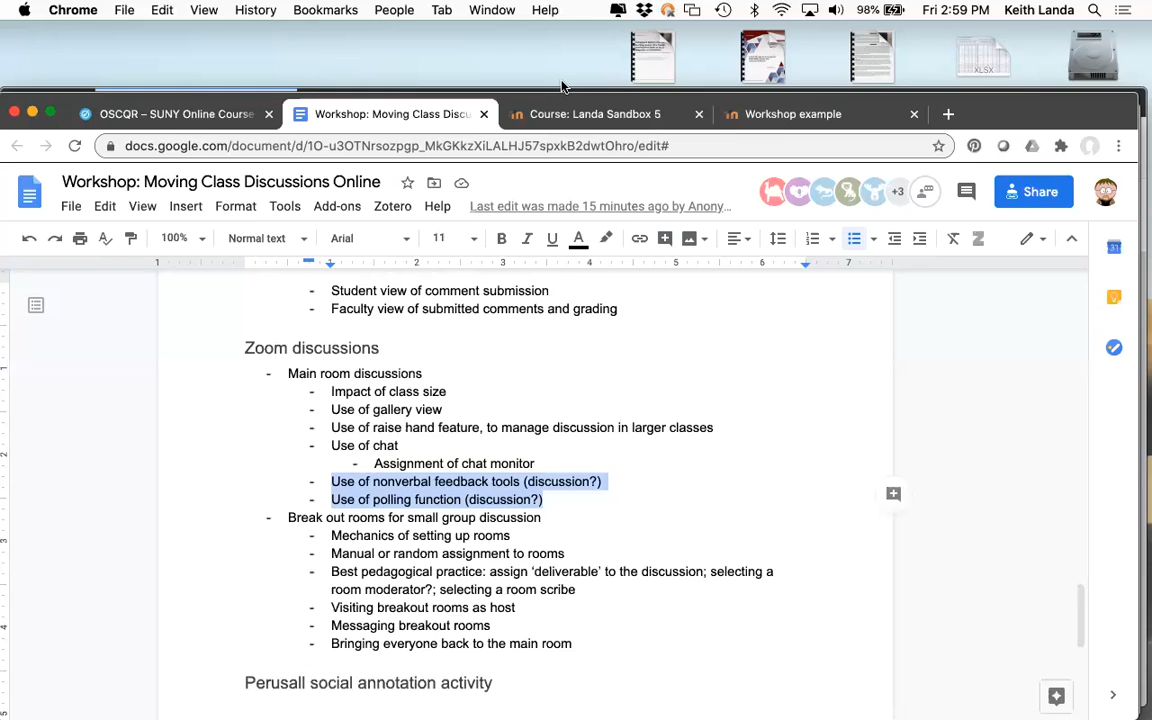 Chrome File Edit View History Bookmarks People Tab Window Help 98% Fri 2:59 PM Keith Landa
XLSX
OSCQR – SUNY Online Course
Workshop: Moving Class Discu
Course: Landa Sandbox 5
Workshop example
docs.google.com/document/d/1O-u3OTNrsozpgp_MkGKkzXiLALHJ57spxkB2dwtOhro/edit#
Workshop: Moving Class Discussions Online
+3
Share
File Edit View Insert Format Tools Add-ons Zotero Help Last edit was made 15 minutes ago by Anony...
100% Normal text Arial 11
1 1 2 3 4 5 6 7
- Student view of comment submission
- Faculty view of submitted comments and grading
Zoom discussions
- Main room discussions
- Impact of class size
- Use of gallery view
- Use of raise hand feature, to manage discussion in larger classes
- Use of chat
- Assignment of chat monitor
- Use of nonverbal feedback tools (discussion?)
- Use of polling function (discussion?)
- Break out rooms for small group discussion
- Mechanics of setting up rooms
- Manual or random assignment to rooms
- Best pedagogical practice: assign ‘deliverable’ to the discussion; selecting a
room moderator?; selecting a room scribe
- Visiting breakout rooms as host
- Messaging breakout rooms
- Bringing everyone back to the main room
Perusall social annotation activity